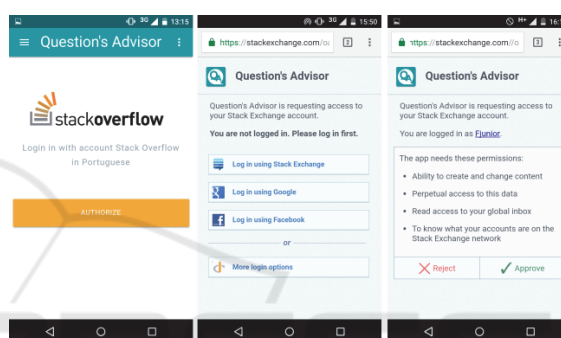 3G 13:15
Question's Advisor
stackoverflow
Login in with account Stack Overflow
in Portuguese
AUTHORIZE
3G 15:50
https://stackexchange.com/o
3
Question's Advisor
Question's Advisor is requesting access to
your Stack Exchange account.
You are not logged in. Please log in first.
Log in using Stack Exchange
Log in using Google
Log in using Facebook
or
More login options
H+
https://stackexchange.com/o
3
Question's Advisor
Question's Advisor is requesting access to
your Stack Exchange account.
You are logged in as Fjunior.
The app needs these permissions:
• Ability to create and change content
• Perpetual access to this data
• Read access to your global inbox
• To know what your accounts are on the
Stack Exchange network
Reject
Approve